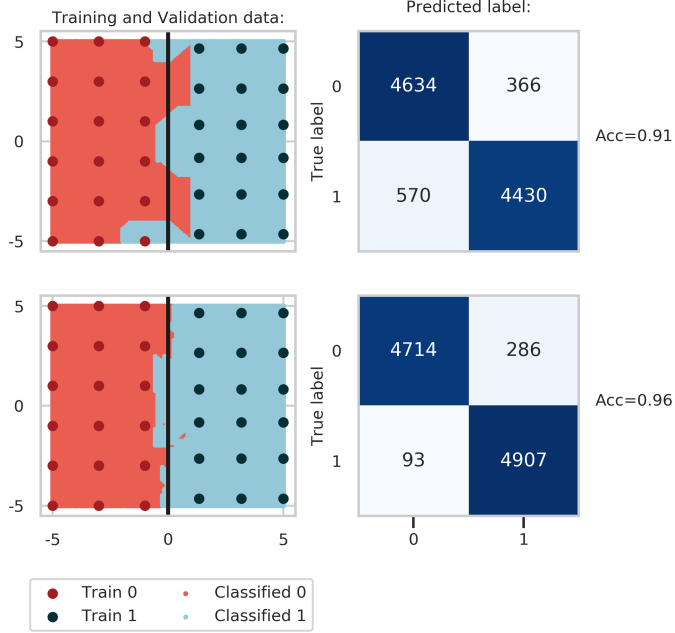 Training and Validation data:
Predicted label:
5
0
-5
True label
0
1
4634
366
570
4430
Acc=0.91
5
0
-5
-5
0
5
True label
0
1
4714
286
93
4907
0
1
Acc=0.96
Train 0
Classified 0
Train 1
Classified 1